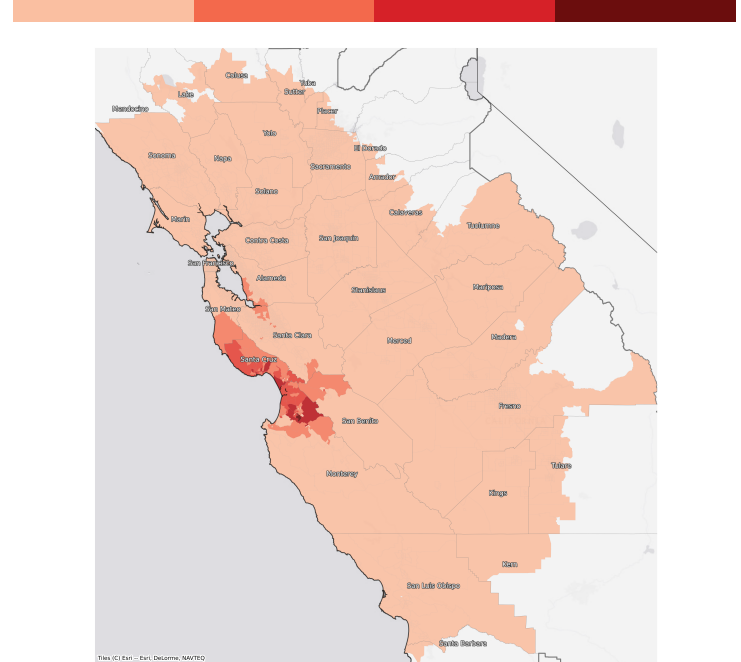 Colusa
Yuba
Sutter
Lake
Mendocino
Placer
Yolo
El Dorado
Sonoma
Napa
Sacramento
Amador
Solano
Calaveras
Marin
Tuolumne
Contra Costa
San Joaquin
San Francisco
Alameda
Stanislaus
Mariposa
San Mateo
Santa Clara
Merced
Madera
Santa Cruz
Fresno
San Benito
Tulare
Monterey
Kings
Kern
San Luis Obispo
Santa Barbara
Tiles (C) Esri -- Esri, DeLorme, NAVTEQ